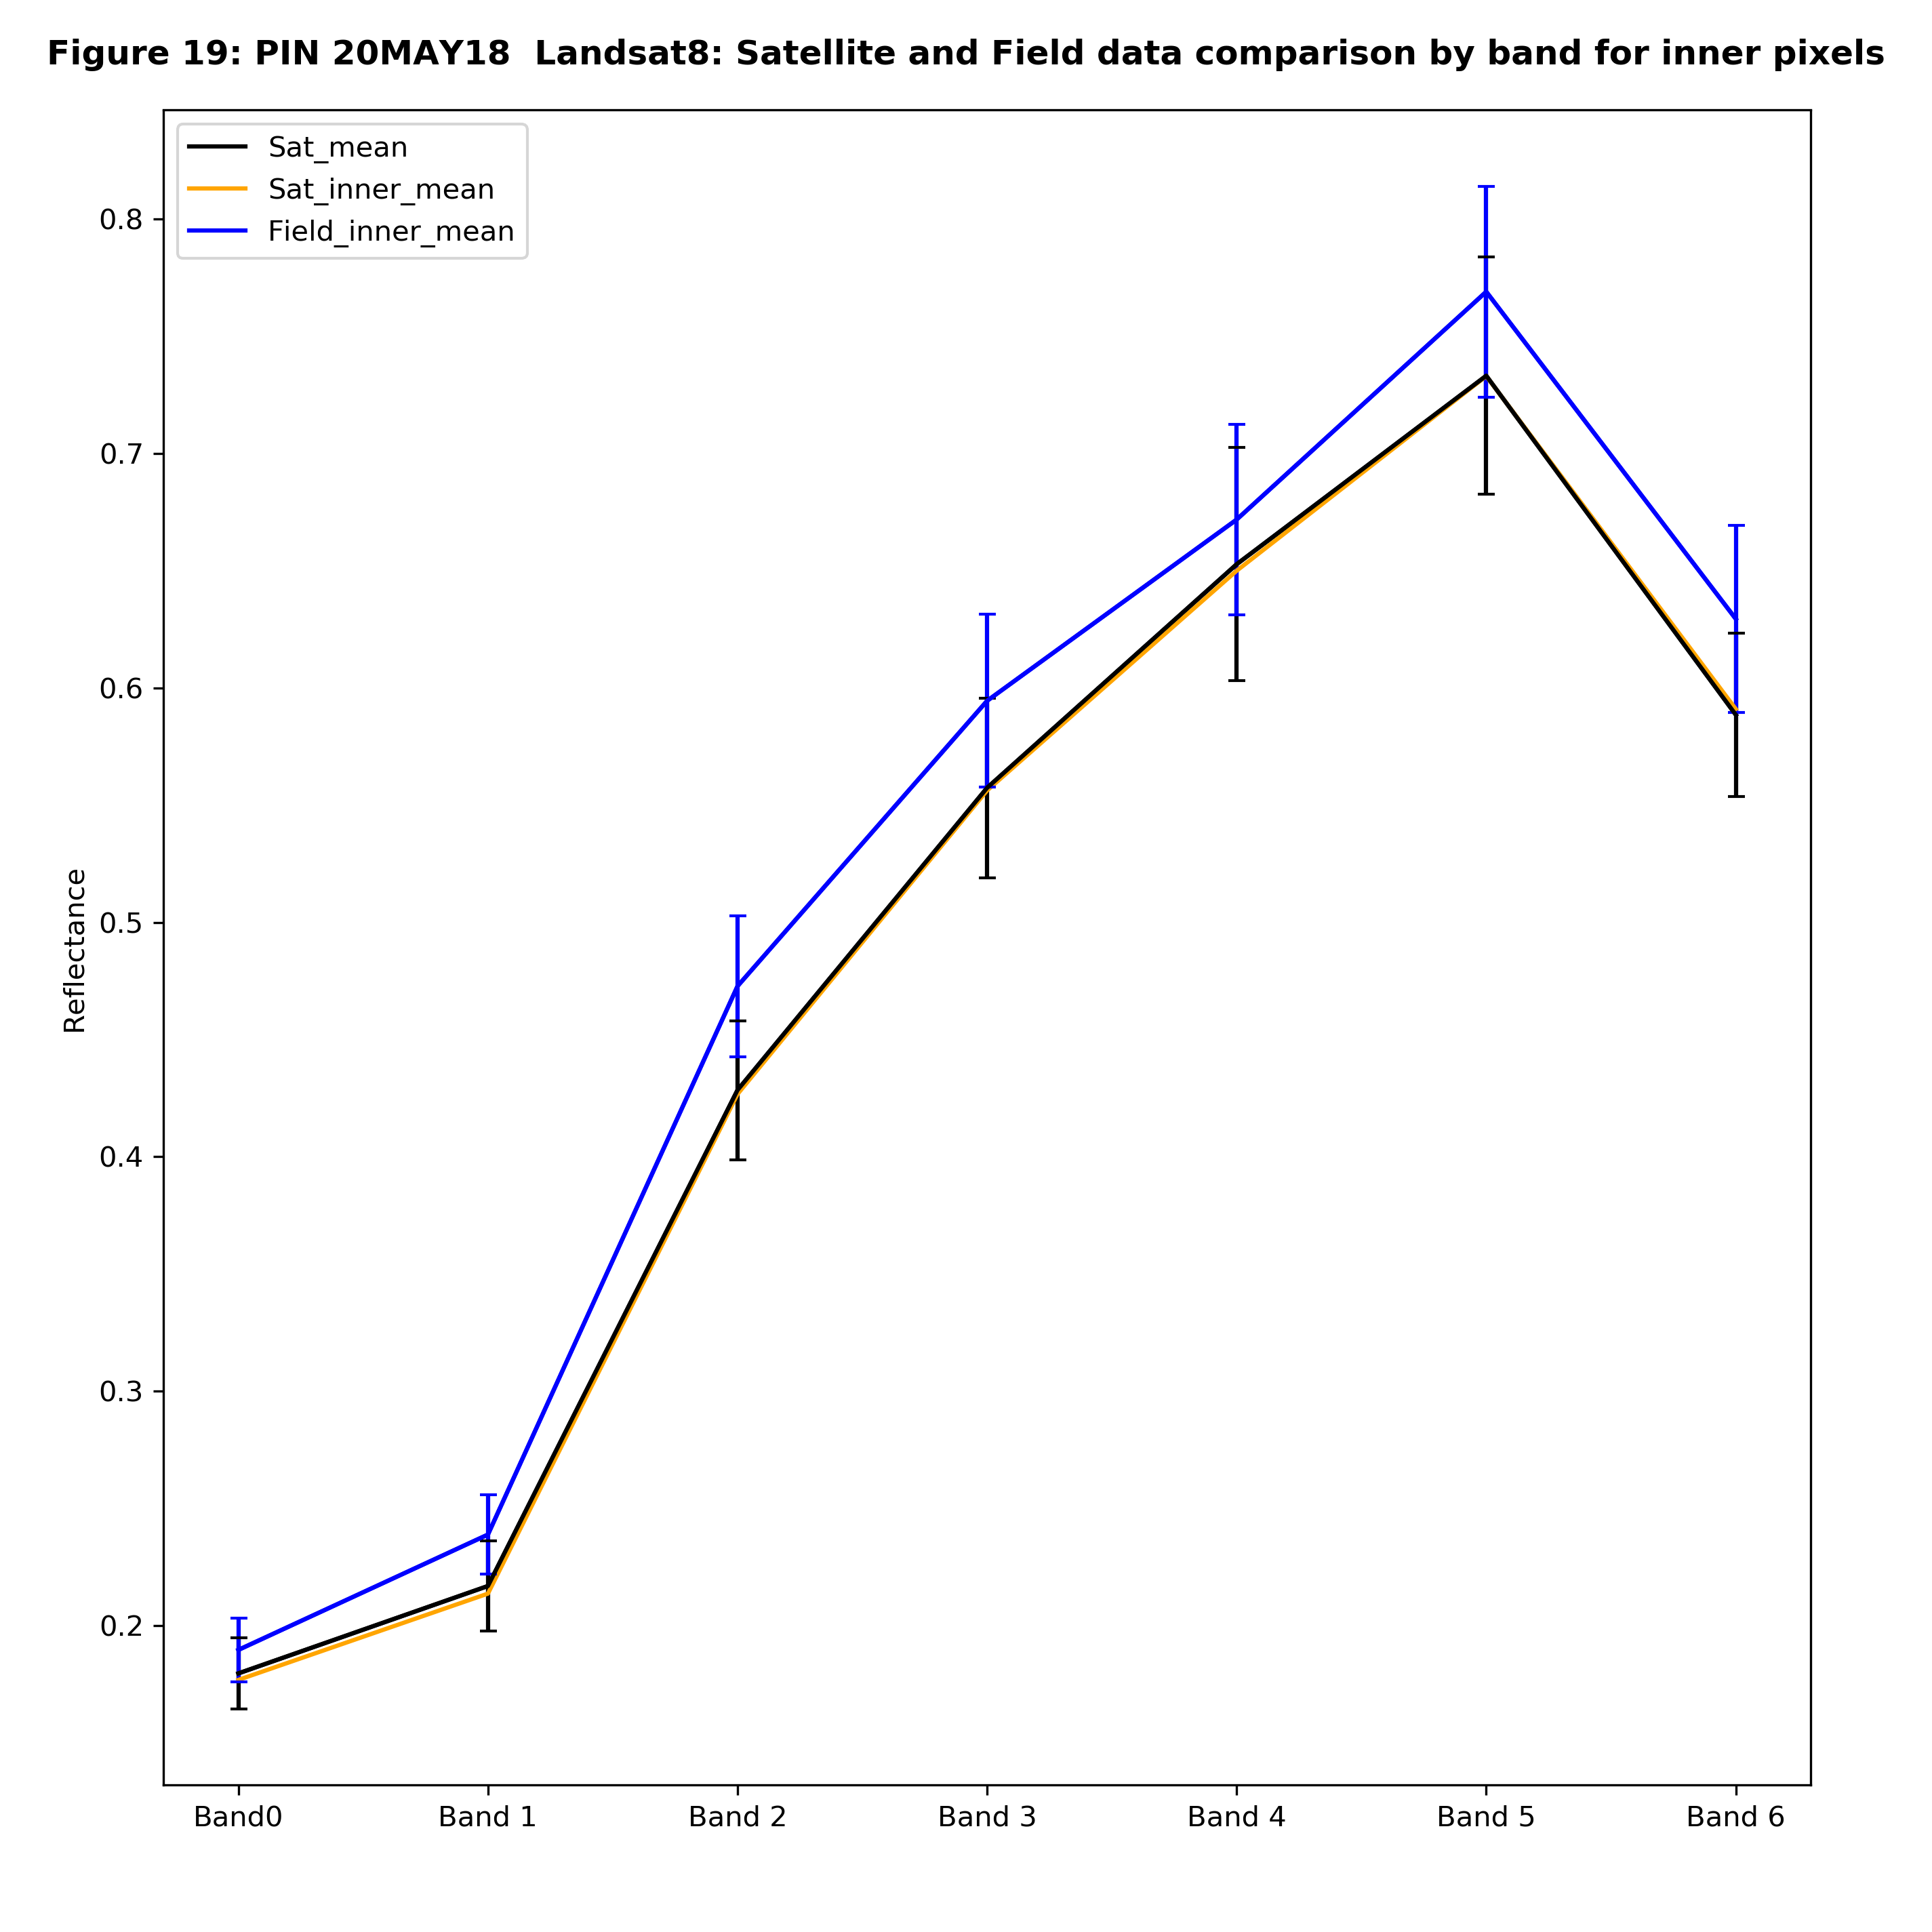 Figure 19: PIN 20MAY18  Landsat8: Satellite and Field data comparison by band for inner pixels
Sat_mean
Sat_inner_mean
Field_inner_mean
0.8
0.7
0.6
0.5
0.4
0.3
0.2
Reflectance
Band0 Band 1 Band 2 Band 3 Band 4 Band 5 Band 6